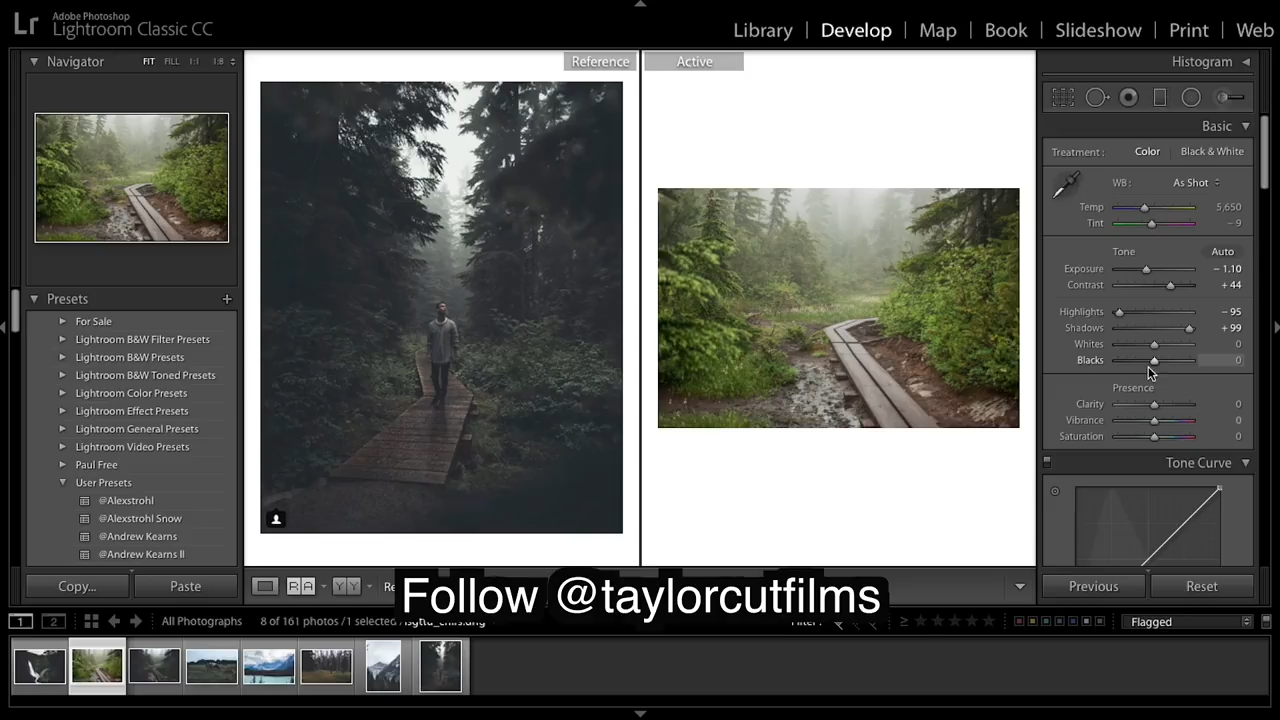 Lr
Adobe Photoshop
Lightroom Classic CC
Library | Develop | Map | Book | Slideshow | Print | Web
Navigator FIT FILL 1:1 1:8
Reference
Active
Histogram
Basic
Treatment : Color Black & White
WB : As Shot
Temp 5,650
Tint – 9
Tone Auto
Exposure – 1.10
Contrast + 44
Highlights – 95
Shadows + 99
Whites 0
Blacks 0
Presence
Clarity 0
Vibrance 0
Saturation 0
Tone Curve
Presets +
For Sale
Lightroom B&W Filter Presets
Lightroom B&W Presets
Lightroom B&W Toned Presets
Lightroom Color Presets
Lightroom Effect Presets
Lightroom General Presets
Lightroom Video Presets
Paul Free
User Presets
@Alexstrohl
@Alexstrohl Snow
@Andrew Kearns
@Andrew Kearns II
Copy... Paste
R A Y Y
Previous Reset
Follow @taylorcutfilms
1 2 All Photographs 8 of 161 photos / 1 selected /
Flagged